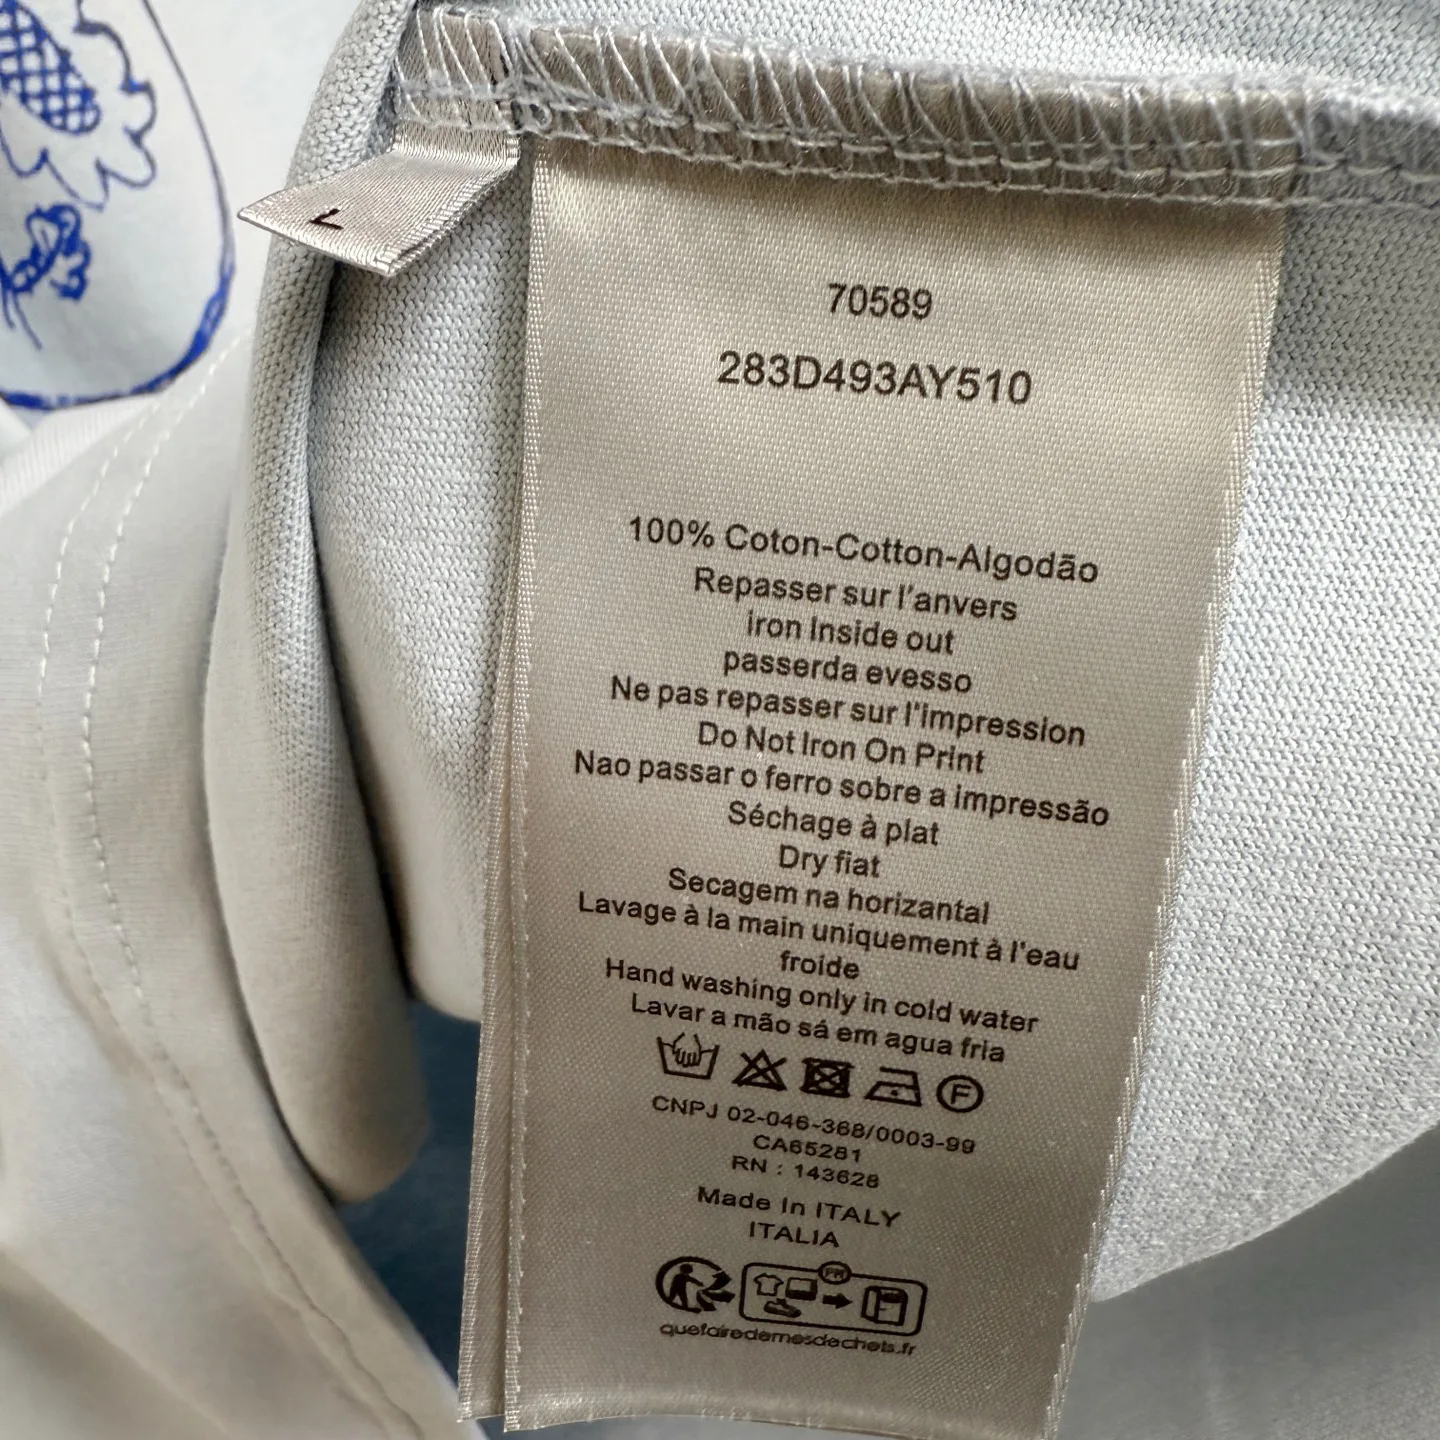 L
70589
283D493AY510
100% Coton-Cotton-Algodão
Repasser sur l'anvers
iron Inside out
passerda evesso
Ne pas repasser sur l'impression
Do Not Iron On Print
Nao passar o ferro sobre a impressão
Séchage à plat
Dry fiat
Secagem na horizantal
Lavage à la main uniquement à l'eau
froide
Hand washing only in cold water
Lavar a mão sá em agua fria
F
CNPJ 02-046-368/0003-99
CA65281
RN : 143628
Made In ITALY
ITALIA
FR
quefairedemesdechets.fr